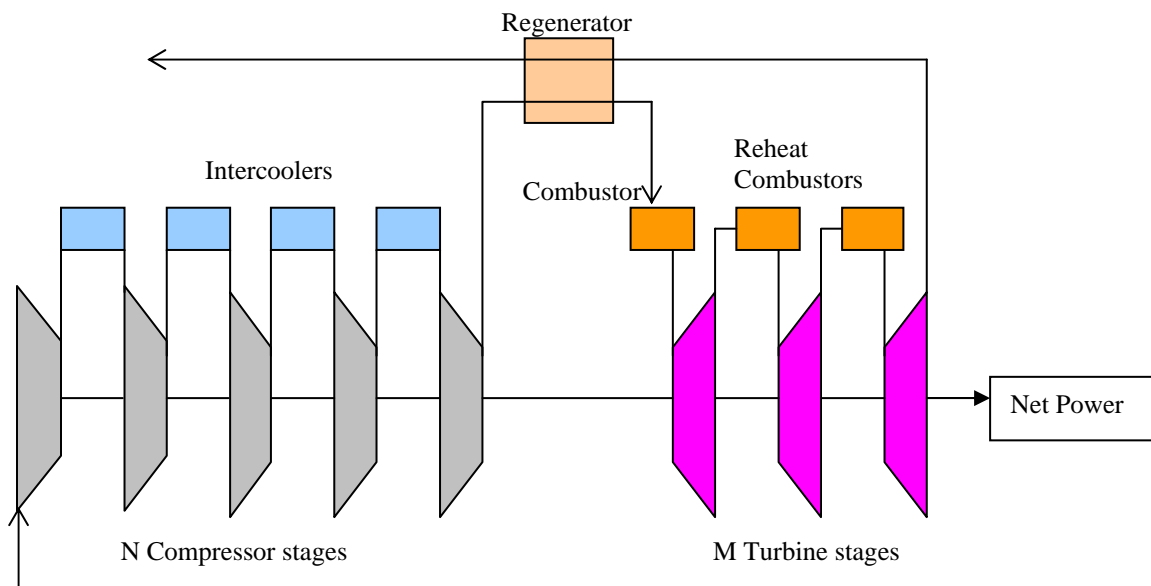 Regenerator
Intercoolers
Reheat
Combustors
Combustor
Net Power
N Compressor stages
M Turbine stages